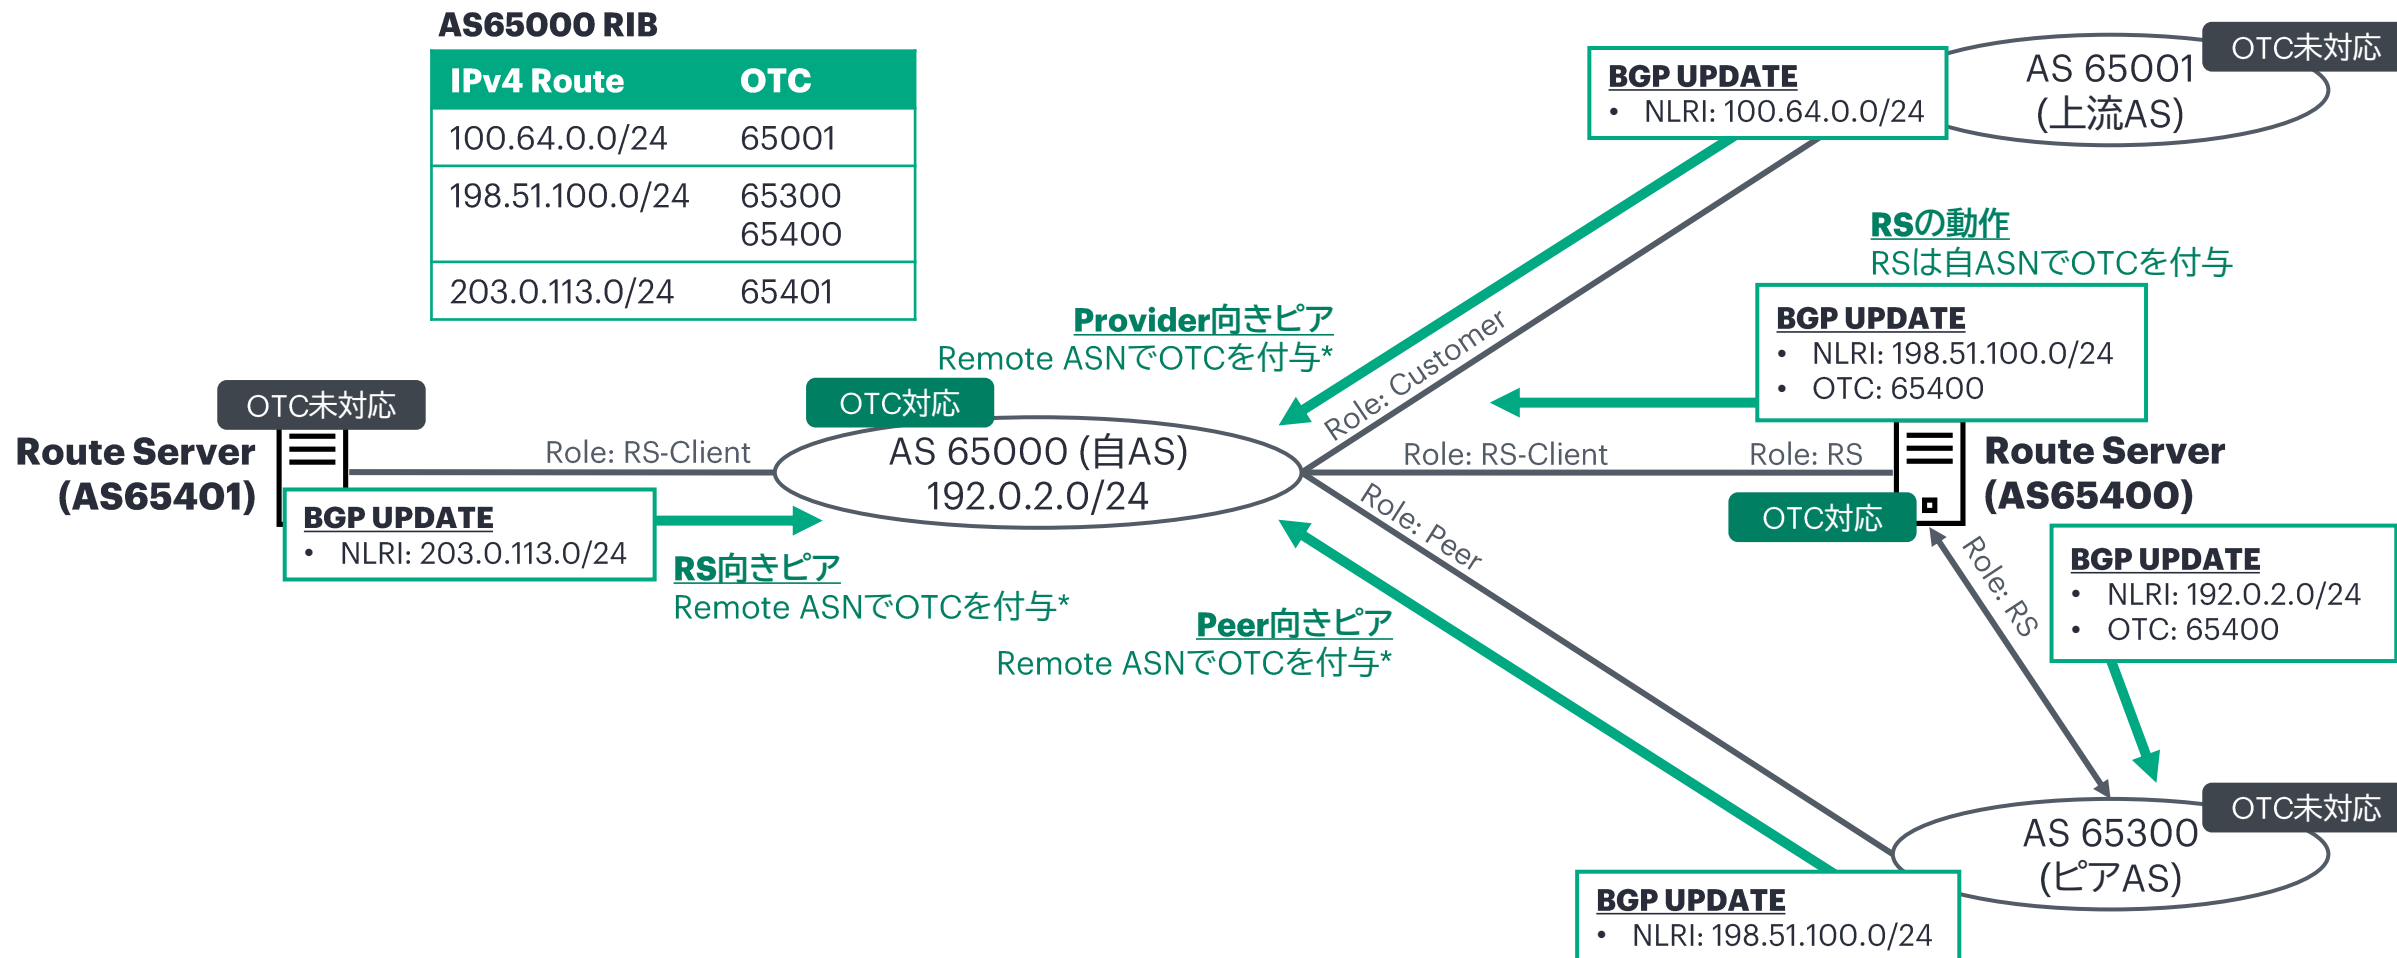 AS65000 RIB
IPv4 Route OTC
100.64.0.0/24 65001
198.51.100.0/24 65300
65400
203.0.113.0/24 65401
OTC未対応
AS 65001
(上流AS)
BGP UPDATE
• NLRI: 100.64.0.0/24
RSの動作
RSは自ASNでOTCを付与
BGP UPDATE
• NLRI: 198.51.100.0/24
• OTC: 65400
Provider向きピア
Remote ASNでOTCを付与*
Role: Customer
OTC未対応
Route Server
(AS65401)
Role: RS-Client
OTC対応
AS 65000 (自AS)
192.0.2.0/24
Role: RS-Client
Role: RS
Route Server
(AS65400)
OTC対応
BGP UPDATE
• NLRI: 203.0.113.0/24
RS向きピア
Remote ASNでOTCを付与*
Role: Peer
Peer向きピア
Remote ASNでOTCを付与*
Role: RS
BGP UPDATE
• NLRI: 192.0.2.0/24
• OTC: 65400
OTC未対応
AS 65300
(ピアAS)
BGP UPDATE
• NLRI: 198.51.100.0/24